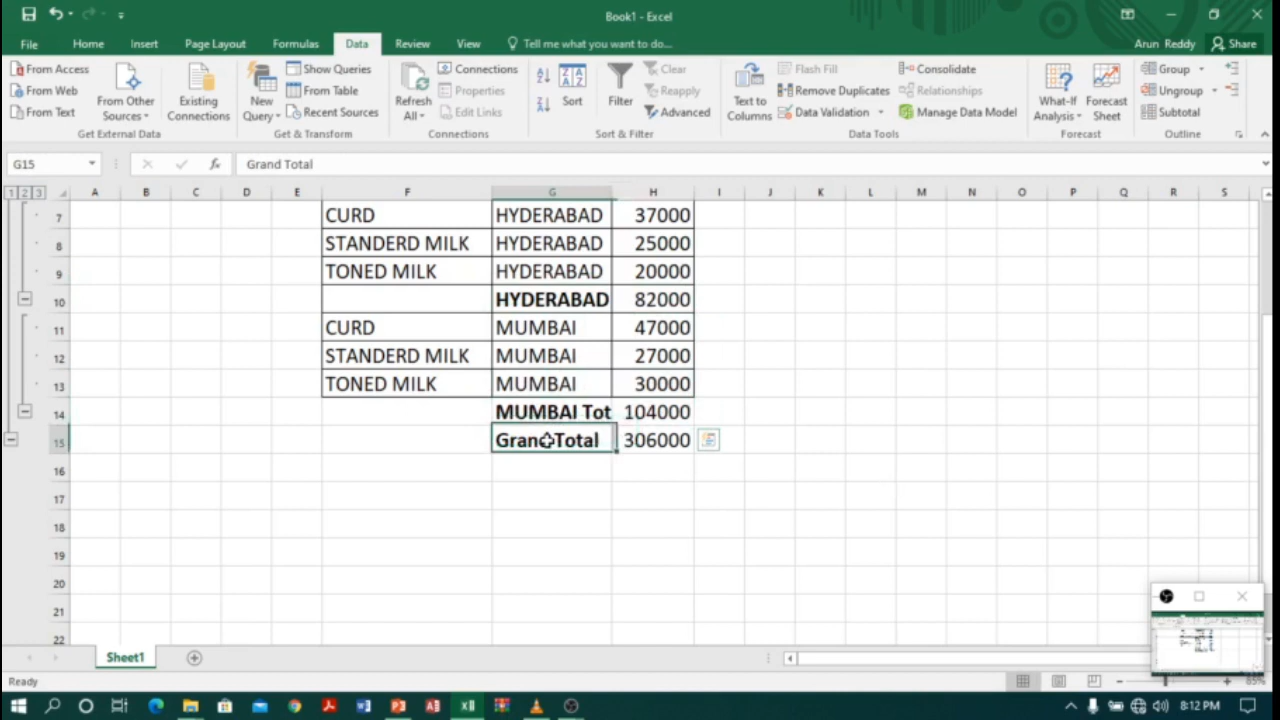 Book1 - Excel
File Home Insert Page Layout Formulas Data Review View Tell me what you want to do... Arun Reddy Share
From Access
From Web
From Text
From Other Sources
Get External Data
Existing Connections
New Query
Show Queries
From Table
Recent Sources
Get & Transform
Refresh All
Connections
Properties
Edit Links
Connections
Sort
Filter
Clear
Reapply
Advanced
Sort & Filter
Text to Columns
Flash Fill
Remove Duplicates
Data Validation
Consolidate
Relationships
Manage Data Model
Data Tools
What-If Analysis
Forecast Sheet
Forecast
Group
Ungroup
Subtotal
Outline
G15 fx Grand Total
1 2 3 A B C D E F G H I J K L M N O P Q R S
7 CURD HYDERABAD 37000
8 STANDERD MILK HYDERABAD 25000
9 TONED MILK HYDERABAD 20000
10 HYDERABAD 82000
11 CURD MUMBAI 47000
12 STANDERD MILK MUMBAI 27000
13 TONED MILK MUMBAI 30000
14 MUMBAI Tot 104000
15 Grand Total 306000
16
17
18
19
20
21
22
Sheet1
Ready 85%
8:12 PM